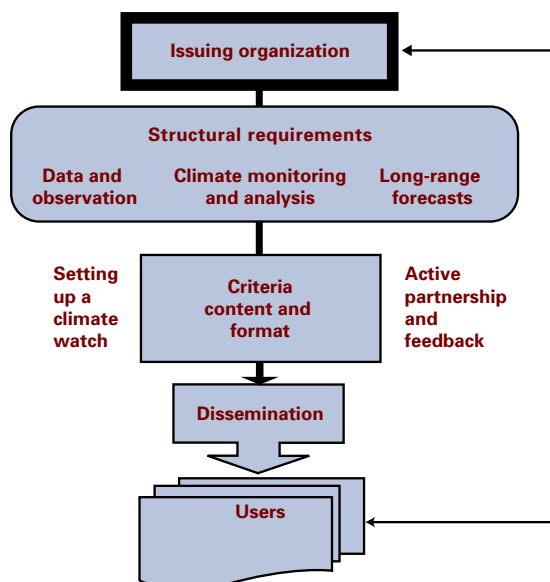 Issuing organization
Structural requirements
Data and
observation
Climate monitoring
and analysis
Long-range
forecasts
Setting
up a
climate
watch
Criteria
content and
format
Active
partnership
and
feedback
Dissemination
Users